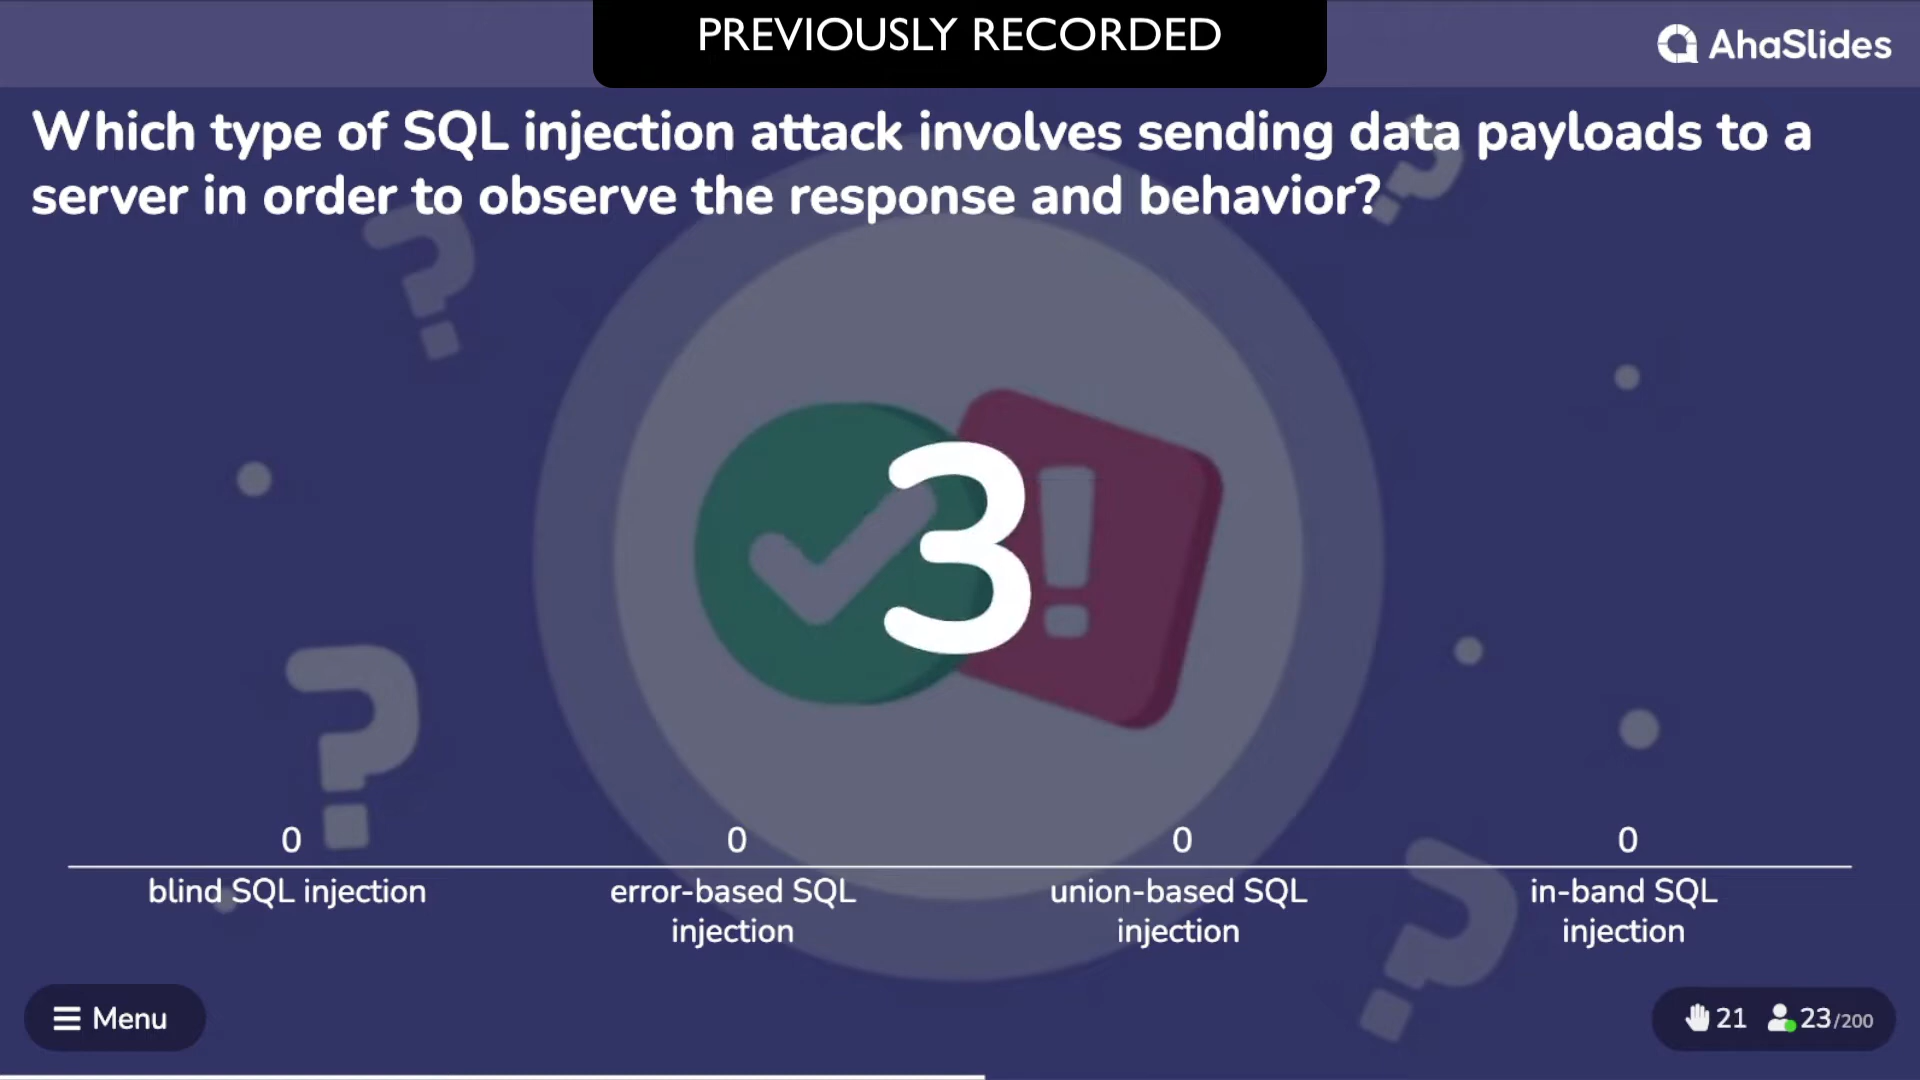 PREVIOUSLY RECORDED
AhaSlides
Which type of SQL injection attack involves sending data payloads to a
server in order to observe the response and behavior?
3
0 0 0 0
blind SQL injection
error-based SQL
injection
union-based SQL
injection
in-band SQL
injection
Menu
21 23/200